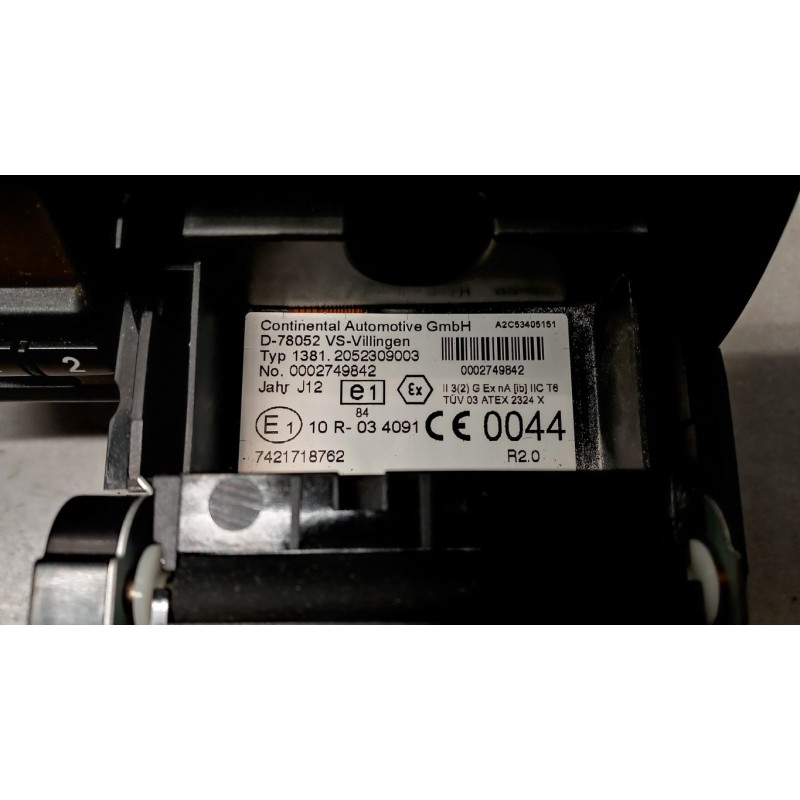 Continental Automotive GmbH A2C53405151
D-78052 VS-Villingen
Typ 1381.2052309003
No. 0002749842 0002749842
Jahr J12 e1 Ex II 3(2) G Ex nA [ib] IIC T6
84 TÜV 03 ATEX 2324 X
E1 10 R- 03 4091 CE 0044
7421718762 R2.0
2